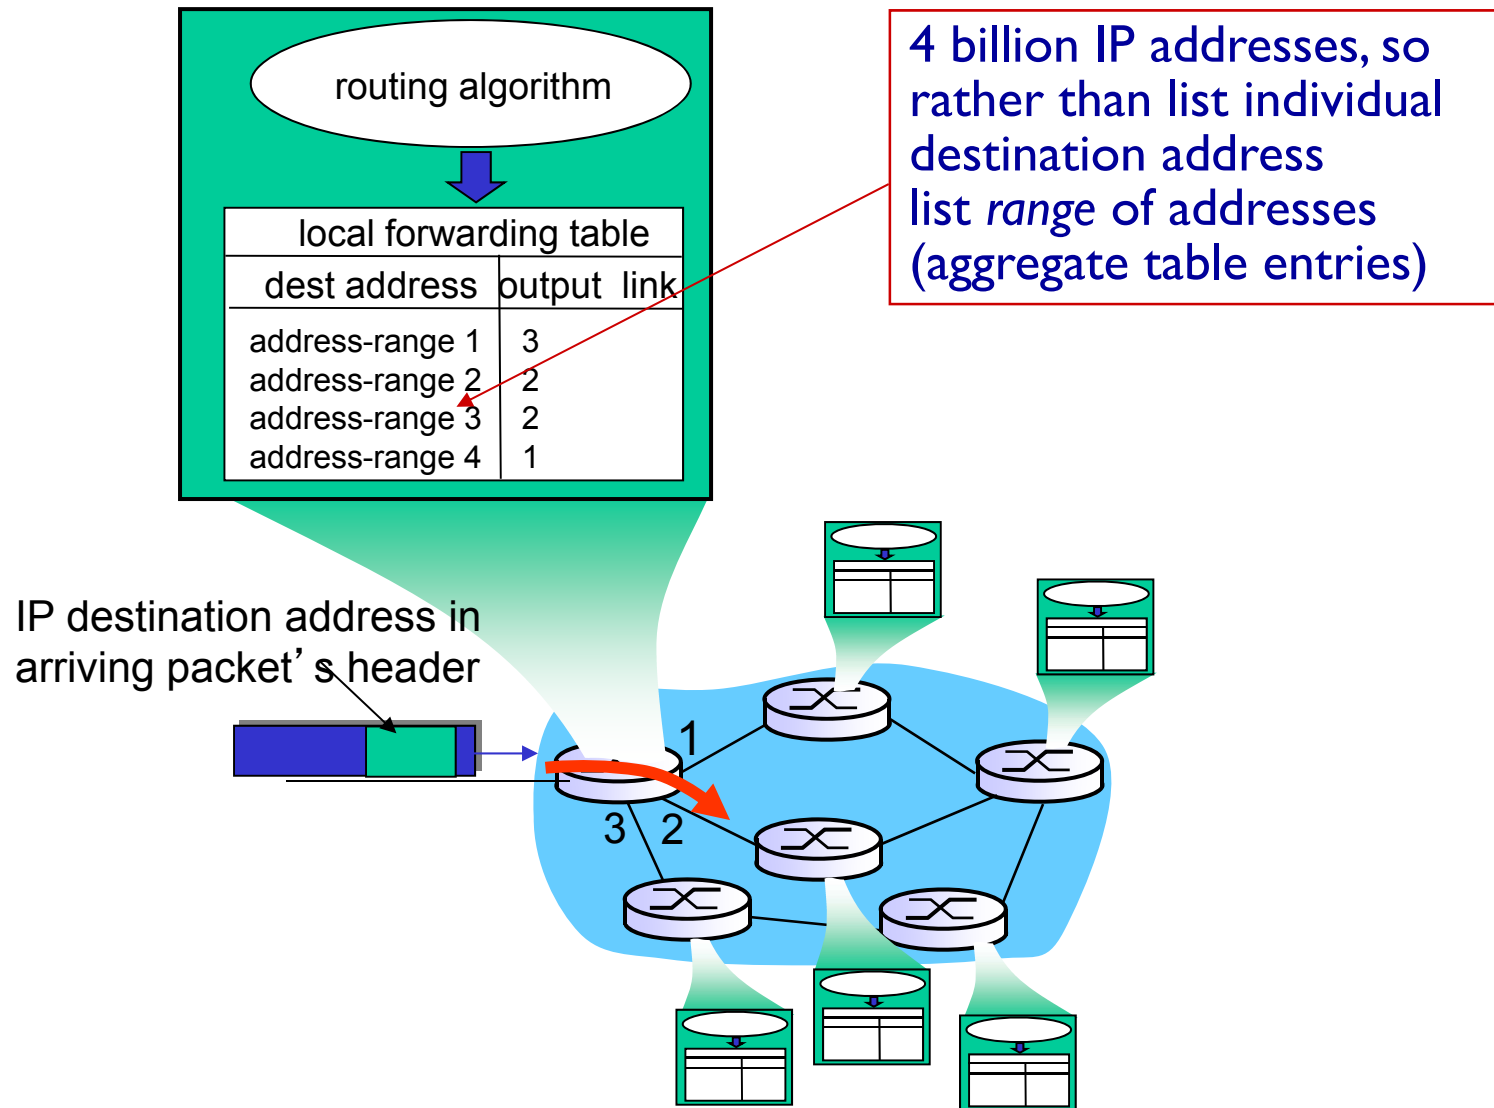 routing algorithm
local forwarding table
dest address output link
address-range 1 3
address-range 2 2
address-range 3 2
address-range 4 1
4 billion IP addresses, so
rather than list individual
destination address
list range of addresses
(aggregate table entries)
IP destination address in
arriving packet’s header
1
3 2